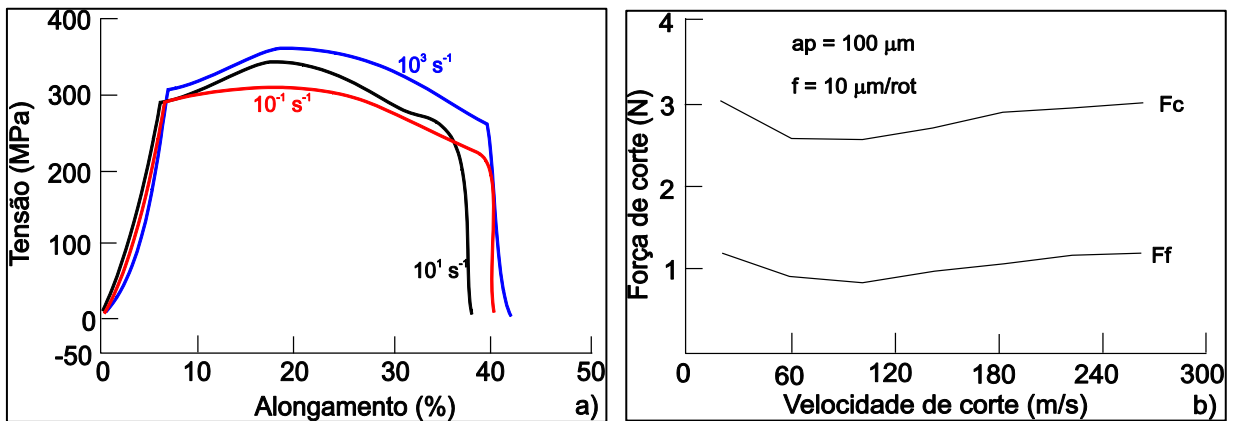 400
300
200
100
0
-50
Tensão (MPa)
10³ s⁻¹
10⁻¹ s⁻¹
10¹ s⁻¹
0 10 20 30 40 50
Alongamento (%)
a)
4
3
2
1
Força de corte (N)
ap = 100 µm
f = 10 µm/rot
Fc
Ff
0 60 120 180 240 300
Velocidade de corte (m/s)
b)